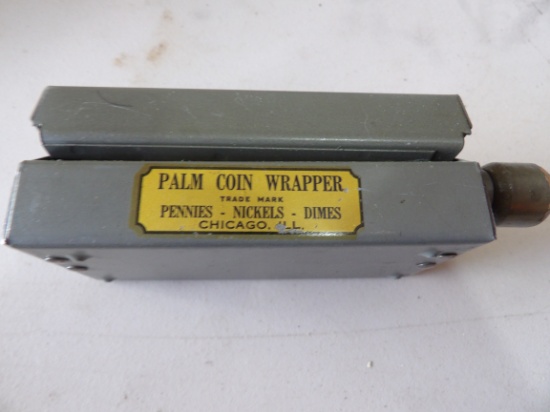 PALM COIN WRAPPER
TRADE MARK
PENNIES - NICKELS - DIMES
CHICAGO, ILL.